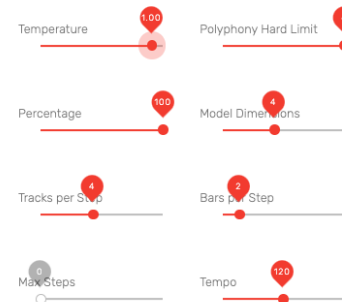 1.00
Temperature
Polyphony Hard Limit
100
4
Percentage
Model Dimensions
4
2
Tracks per Step
Bars per Step
0
120
Max Steps
Tempo